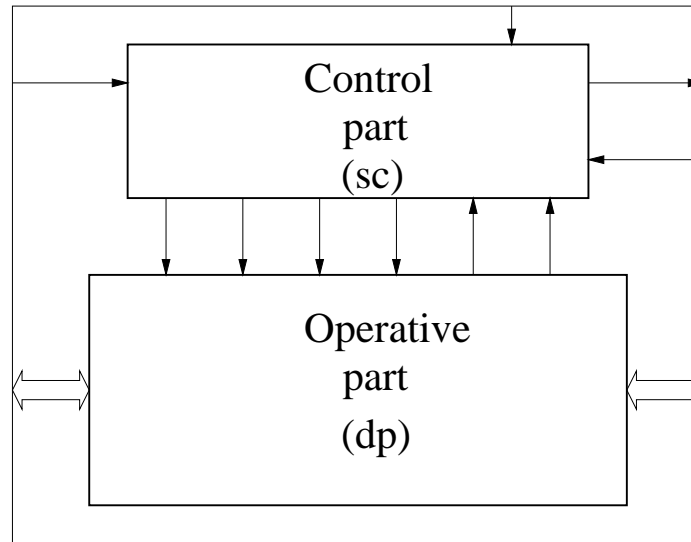 Control
part
(sc)
Operative
part
(dp)